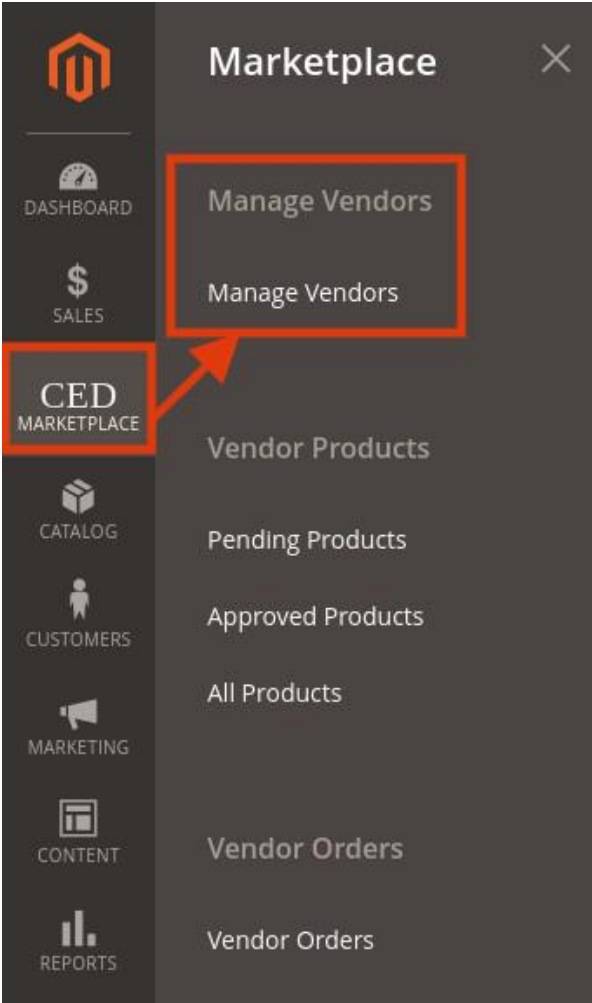 Marketplace
DASHBOARD
$
SALES
CED
MARKETPLACE
CATALOG
CUSTOMERS
MARKETING
CONTENT
REPORTS
Manage Vendors
Manage Vendors
Vendor Products
Pending Products
Approved Products
All Products
Vendor Orders
Vendor Orders